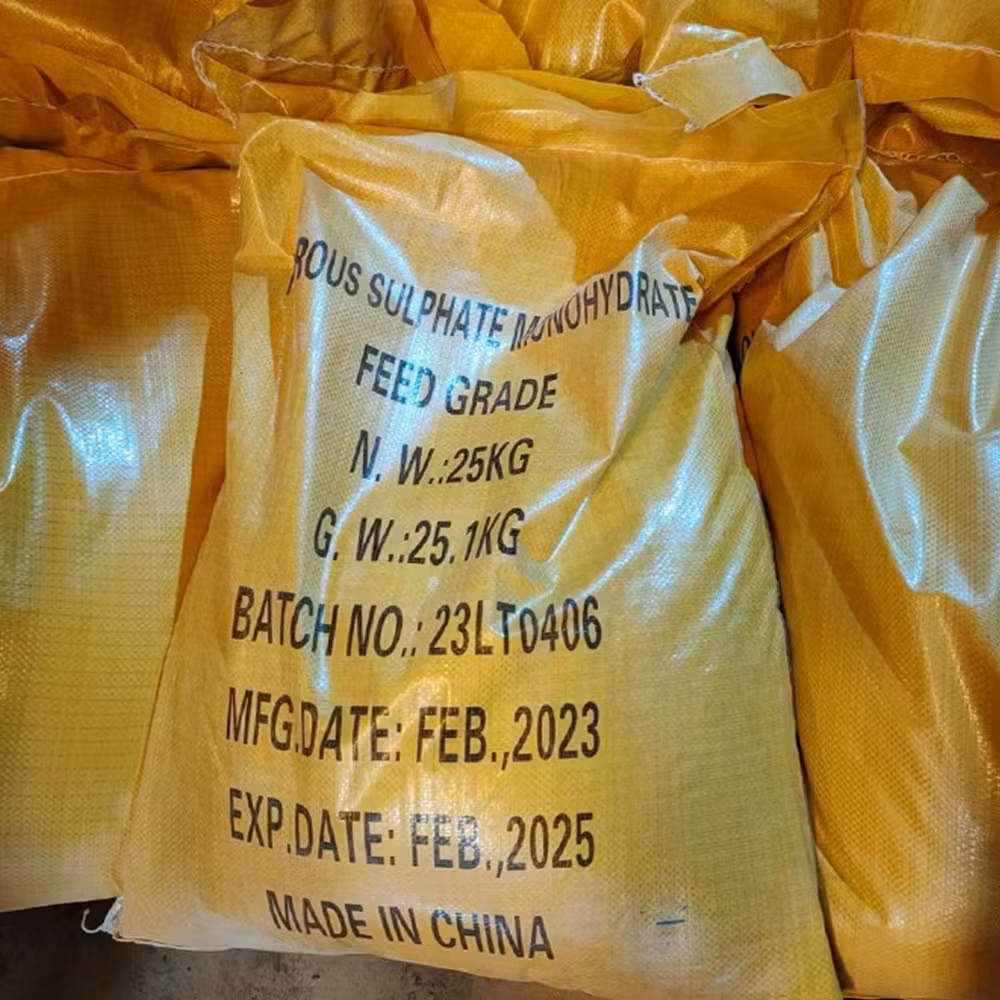 ROUS SULPHATE MONOHYDRATE
FEED GRADE
N. W.:25KG
G. W.:25.1KG
BATCH NO.: 23LT0406
MFG.DATE: FEB.,2023
EXP.DATE: FEB.,2025
MADE IN CHINA